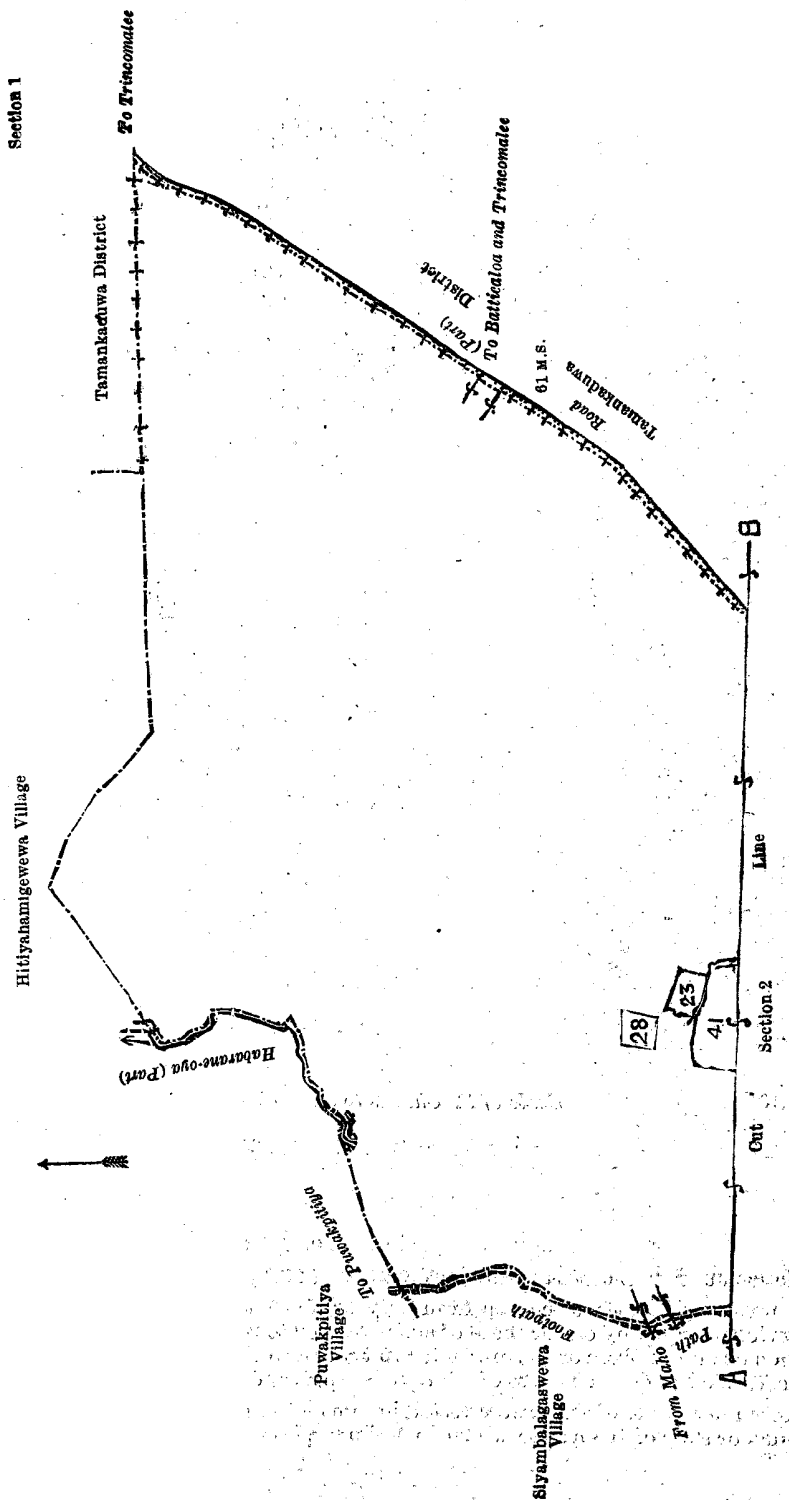 Section 1
To Trincomalee
Tamankaduwa District
Hitiyahamigewewa Village
Habarane-oya (Part)
District
(Part)
To Batticaloa and Trincomalee
61 M.S.
Road
Tamankaduwa
To Puwakpitiya
Puwakpitiya
Village
Footpath
Siyambalagaswewa
Village
From Maho
Path
28
23
41
A
Cut
Section 2
Line
B